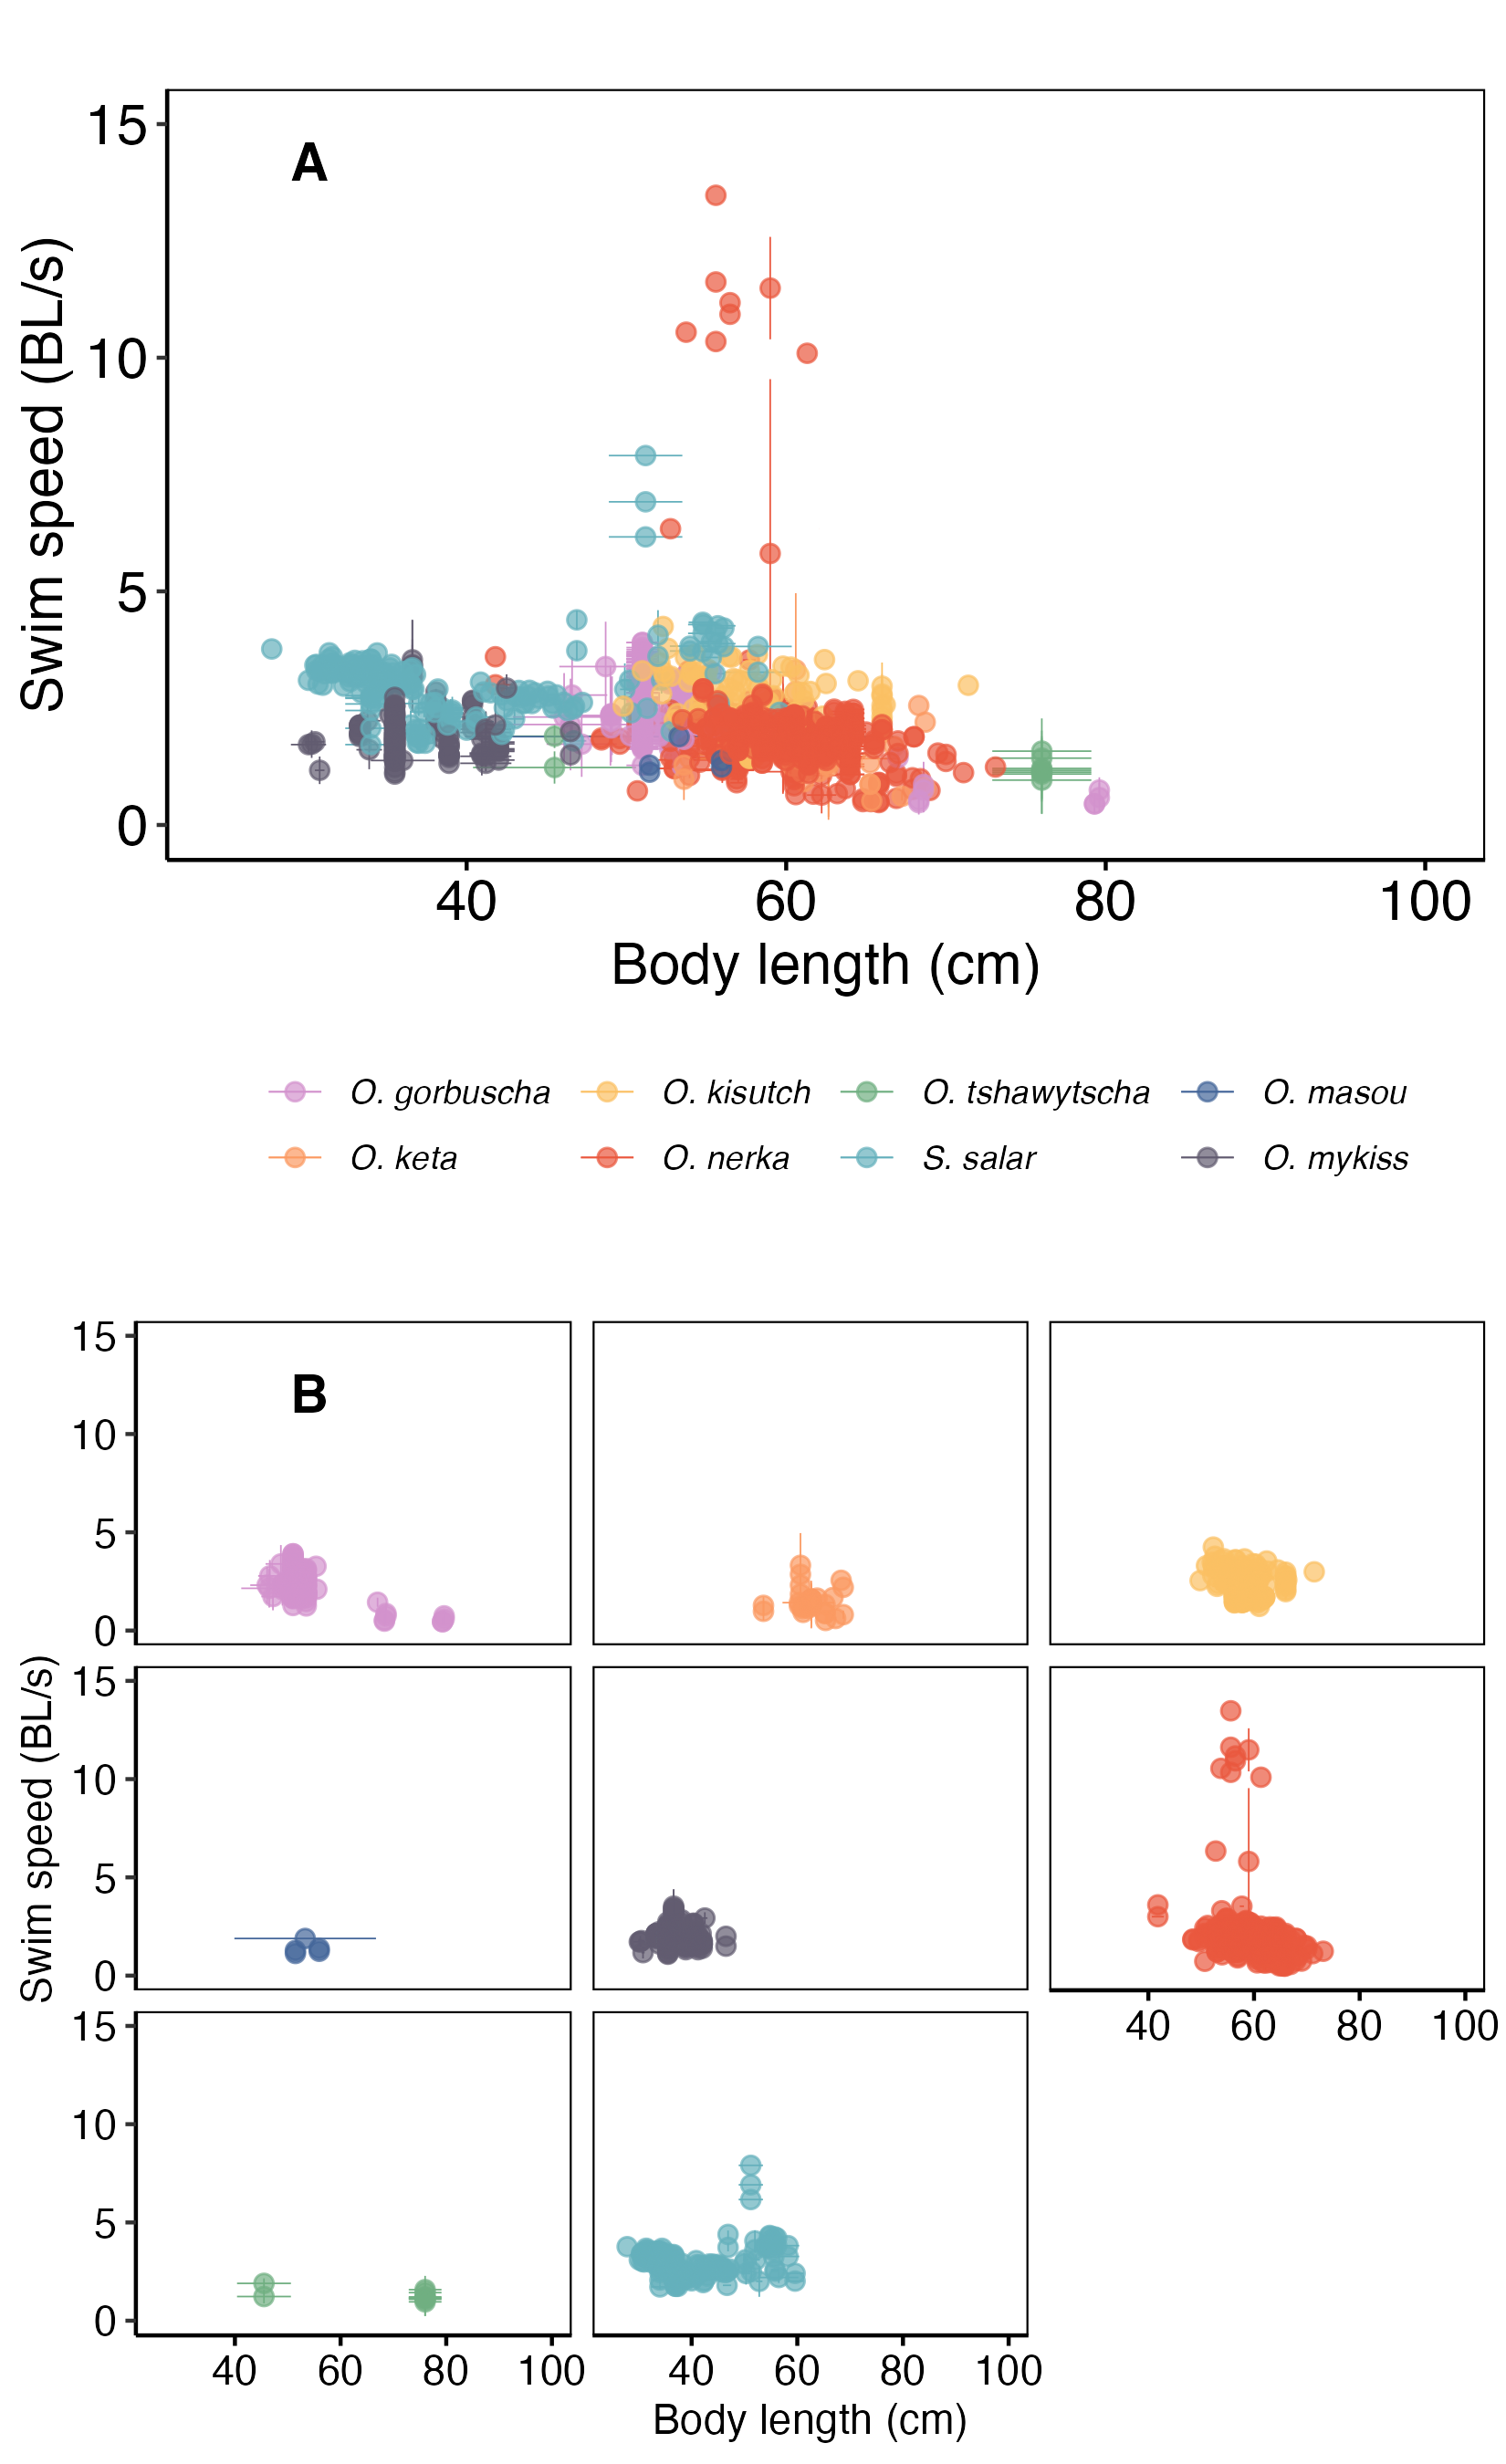 A
15
10
5
0
Swim speed (BL/s)
40 60 80 100
Body length (cm)
O. gorbuscha O. kisutch O. tshawytscha O. masou
O. keta O. nerka S. salar O. mykiss
B
15
10
5
0
15
10
5
0
Swim speed (BL/s)
40 60 80 100
15
10
5
0
40 60 80 100 40 60 80 100
Body length (cm)